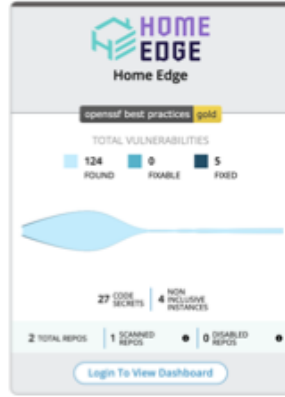 HOME
EDGE
Home Edge
openssf best practices gold
TOTAL VULNERABILITIES
124 0 5
FOUND FIXABLE FIXED
27 CODE SECRETS 4 NON INCLUSIVE INSTANCES
2 TOTAL REPOS 1 SCANNED REPOS 0 DISABLED REPOS
Login To View Dashboard